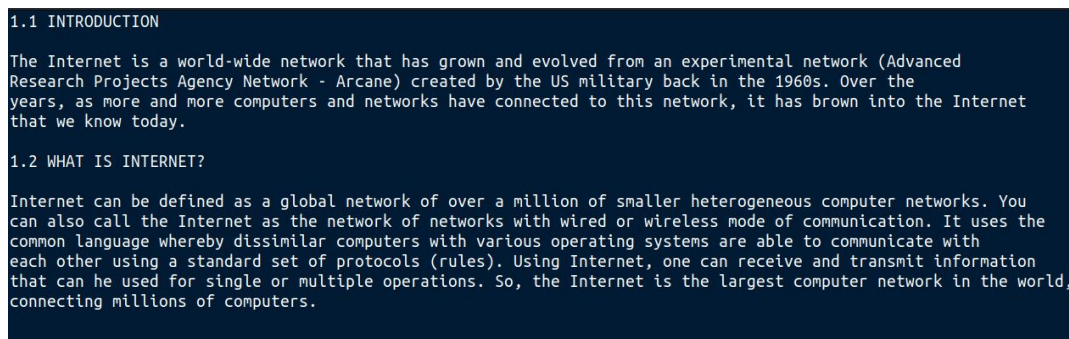 1.1 INTRODUCTION
The Internet is a world-wide network that has grown and evolved from an experimental network (Advanced
Research Projects Agency Network - Arcane) created by the US military back in the 1960s. Over the
years, as more and more computers and networks have connected to this network, it has brown into the Internet
that we know today.
1.2 WHAT IS INTERNET?
Internet can be defined as a global network of over a million of smaller heterogeneous computer networks. You
can also call the Internet as the network of networks with wired or wireless mode of communication. It uses the
common language whereby dissimilar computers with various operating systems are able to communicate with
each other using a standard set of protocols (rules). Using Internet, one can receive and transmit information
that can he used for single or multiple operations. So, the Internet is the largest computer network in the world,
connecting millions of computers.